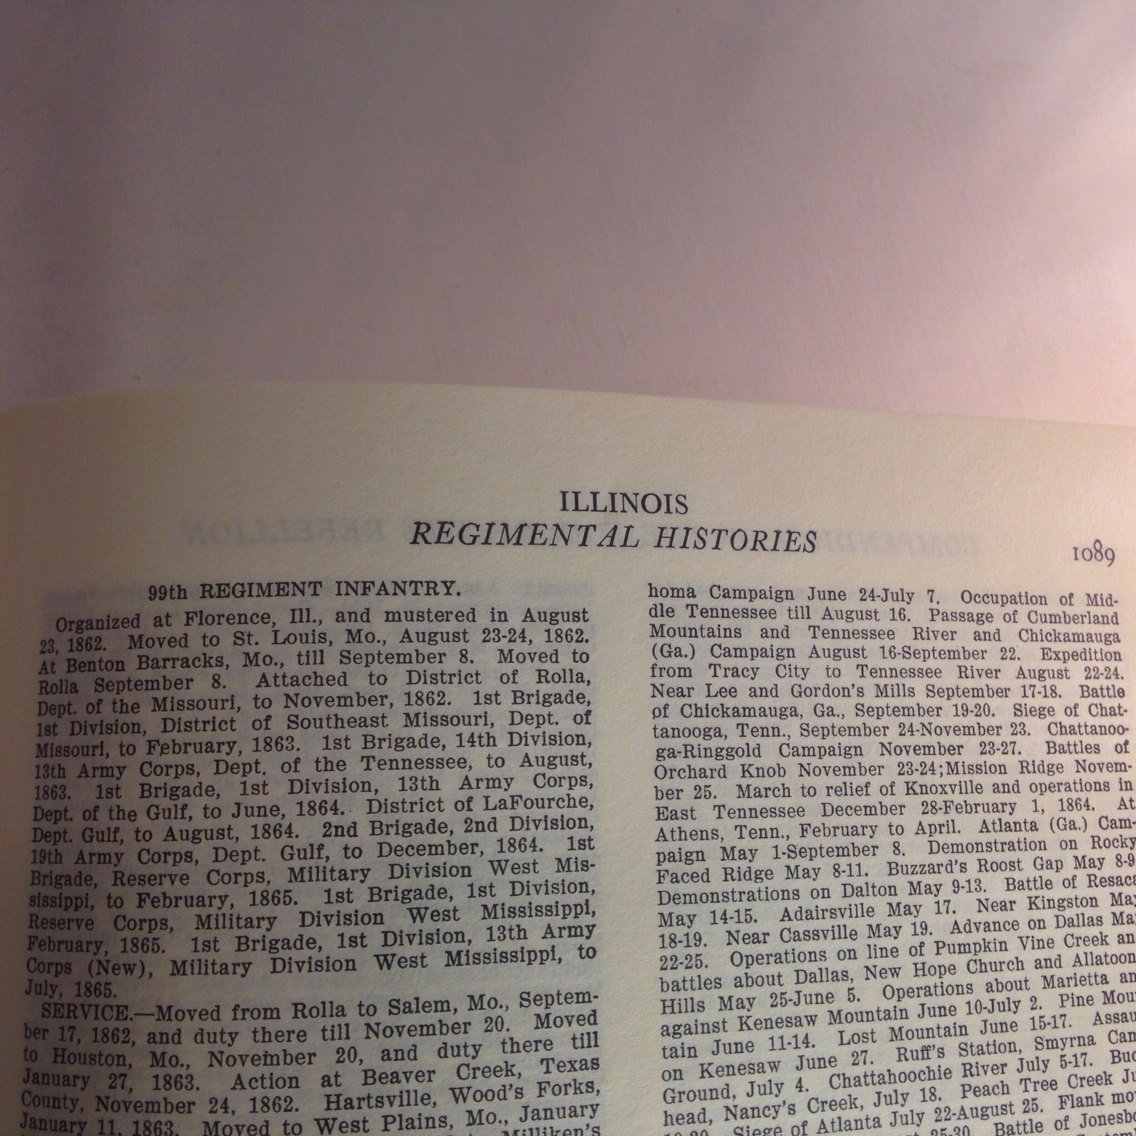 ILLINOIS
REGIMENTAL HISTORIES
1089
99th REGIMENT INFANTRY.
Organized at Florence, Ill., and mustered in August
23, 1862. Moved to St. Louis, Mo., August 23-24, 1862.
At Benton Barracks, Mo., till September 8. Moved to
Rolla September 8. Attached to District of Rolla,
Dept. of the Missouri, to November, 1862. 1st Brigade,
1st Division, District of Southeast Missouri, Dept. of
Missouri, to February, 1863. 1st Brigade, 14th Division,
13th Army Corps, Dept. of the Tennessee, to August,
1863. 1st Brigade, 1st Division, 13th Army Corps,
Dept. of the Gulf, to June, 1864. District of LaFourche,
Dept. Gulf, to August, 1864. 2nd Brigade, 2nd Division,
19th Army Corps, Dept. Gulf, to December, 1864. 1st
Brigade, Reserve Corps, Military Division West Mis-
sissippi, to February, 1865. 1st Brigade, 1st Division,
Reserve Corps, Military Division West Mississippi,
February, 1865. 1st Brigade, 1st Division, 13th Army
Corps (New), Military Division West Mississippi, to
July, 1865.
SERVICE.—Moved from Rolla to Salem, Mo., Septem-
ber 17, 1862, and duty there till November 20. Moved
to Houston, Mo., November 20, and duty there till
January 27, 1863. Action at Beaver Creek, Texas
County, November 24, 1862. Hartsville, Wood's Forks,
January 11, 1863. Moved to West Plains, Mo., January
Milliken's
homa Campaign June 24-July 7. Occupation of Mid-
dle Tennessee till August 16. Passage of Cumberland
Mountains and Tennessee River and Chickamauga
(Ga.) Campaign August 16-September 22. Expedition
from Tracy City to Tennessee River August 22-24.
Near Lee and Gordon's Mills September 17-18. Battle
of Chickamauga, Ga., September 19-20. Siege of Chat-
tanooga, Tenn., September 24-November 23. Chattanoo-
ga-Ringgold Campaign November 23-27. Battles of
Orchard Knob November 23-24; Mission Ridge Novem-
ber 25. March to relief of Knoxville and operations in
East Tennessee December 28-February 1, 1864. At
Athens, Tenn., February to April. Atlanta (Ga.) Cam-
paign May 1-September 8. Demonstration on Rocky
Faced Ridge May 8-11. Buzzard's Roost Gap May 8-9
Demonstrations on Dalton May 9-13. Battle of Resaca
May 14-15. Adairsville May 17. Near Kingston May
18-19. Near Cassville May 19. Advance on Dallas Ma
22-25. Operations on line of Pumpkin Vine Creek an
battles about Dallas, New Hope Church and Allatoon
Hills May 25-June 5. Operations about Marietta an
against Kenesaw Mountain June 10-July 2. Pine Mou
tain June 11-14. Lost Mountain June 15-17. Assau
on Kenesaw June 27. Ruff's Station, Smyrna Cam
Ground, July 4. Chattahoochie River July 5-17. Buc
head, Nancy's Creek, July 18. Peach Tree Creek Ju
Siege of Atlanta July 22-August 25. Flank mo
Battle of Jonesbo